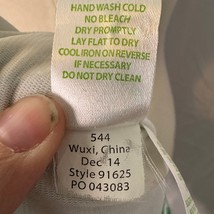 HAND WASH COLD
NO BLEACH
DRY PROMPTLY
LAY FLAT TO DRY
COOL IRON ON REVERSE
IF NECESSARY
DO NOT DRY CLEAN
544
Wuxi, China
Dec-14
Style 91625
PO 043083